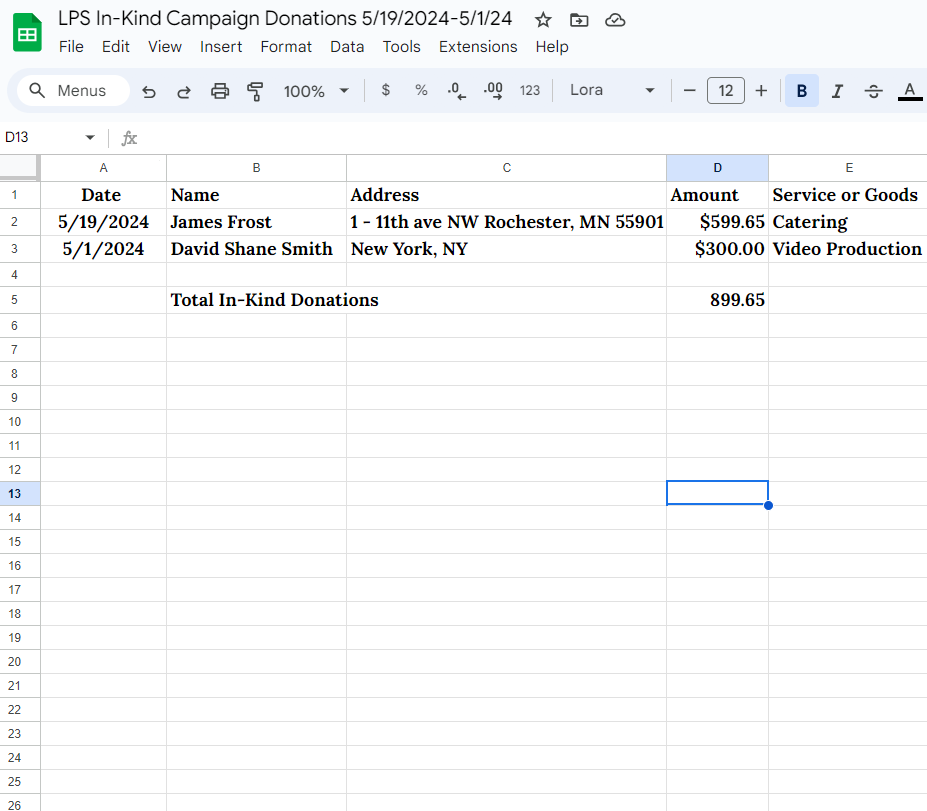 LPS In-Kind Campaign Donations 5/19/2024-5/1/24
File Edit View Insert Format Data Tools Extensions Help
Menus 100% $ % .0 .00 123 Lora 12 B I S A
D13 fx
A B C D E
1 Date Name Address Amount Service or Goods
2 5/19/2024 James Frost 1 - 11th ave NW Rochester, MN 55901 $599.65 Catering
3 5/1/2024 David Shane Smith New York, NY $300.00 Video Production
4
5 Total In-Kind Donations 899.65
6
7
8
9
10
11
12
13
14
15
16
17
18
19
20
21
22
23
24
25
26